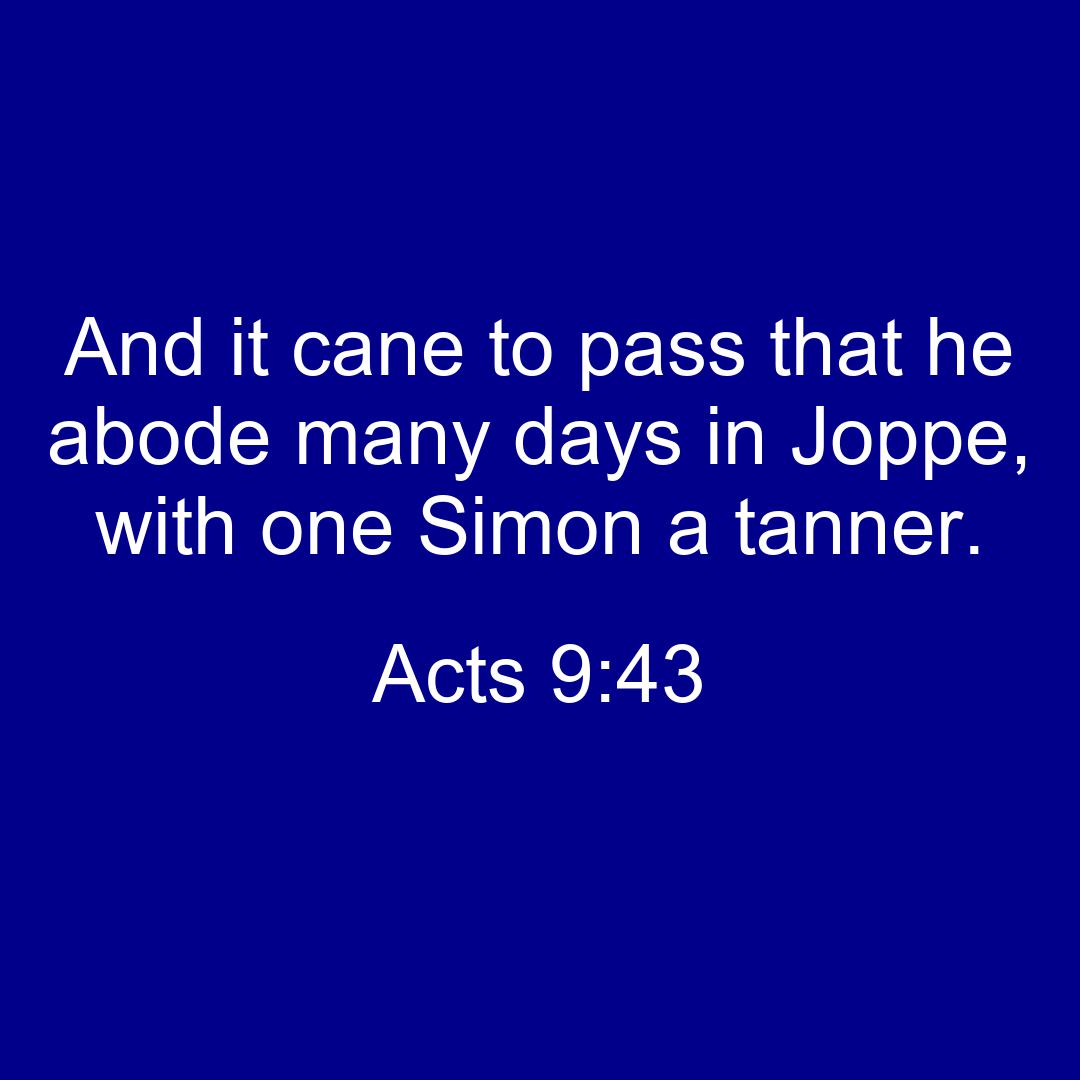 And it cane to pass that he
abode many days in Joppe,
with one Simon a tanner.
Acts 9:43